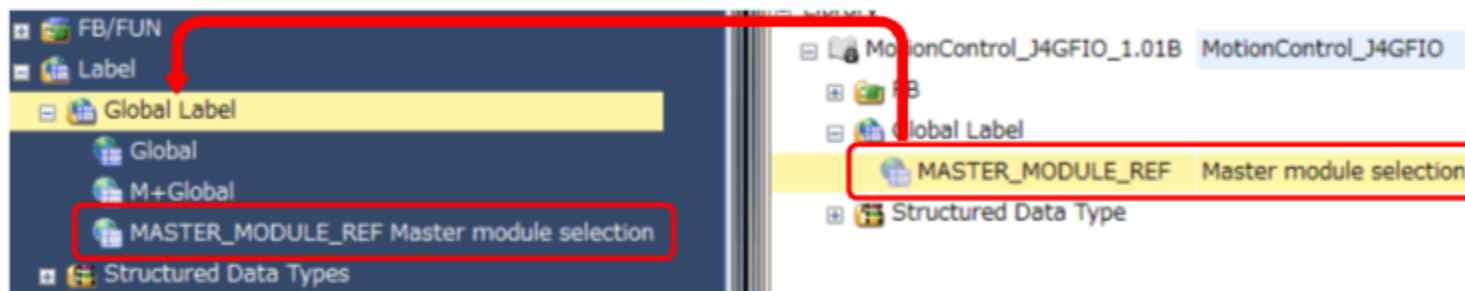 FB/FUN
Label
Global Label
Global
M+Global
MASTER_MODULE_REF Master module selection
Structured Data Types
Library
MotionControl_J4GFIO_1.01B MotionControl_J4GFIO
FB
Global Label
MASTER_MODULE_REF Master module selection
Structured Data Type